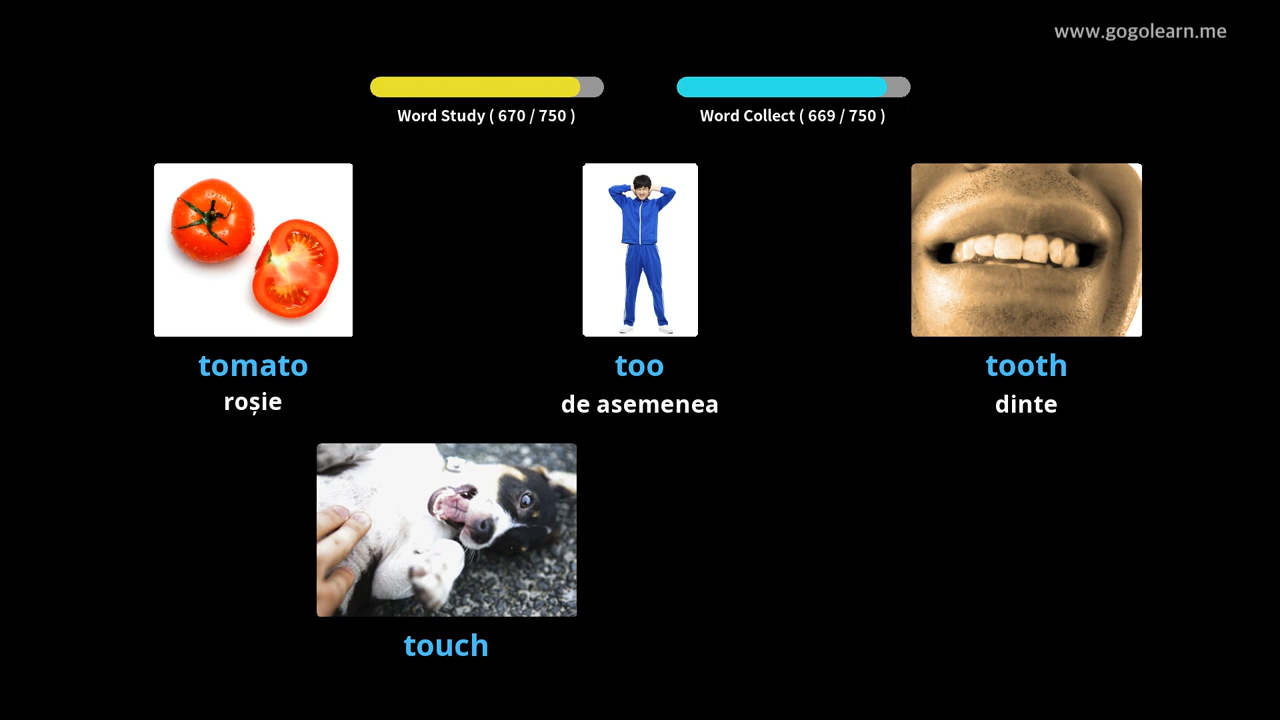 www.gogolearn.me
Word Study ( 670 / 750 )
Word Collect ( 669 / 750 )
tomato
too
tooth
roșie
de asemenea
dinte
touch